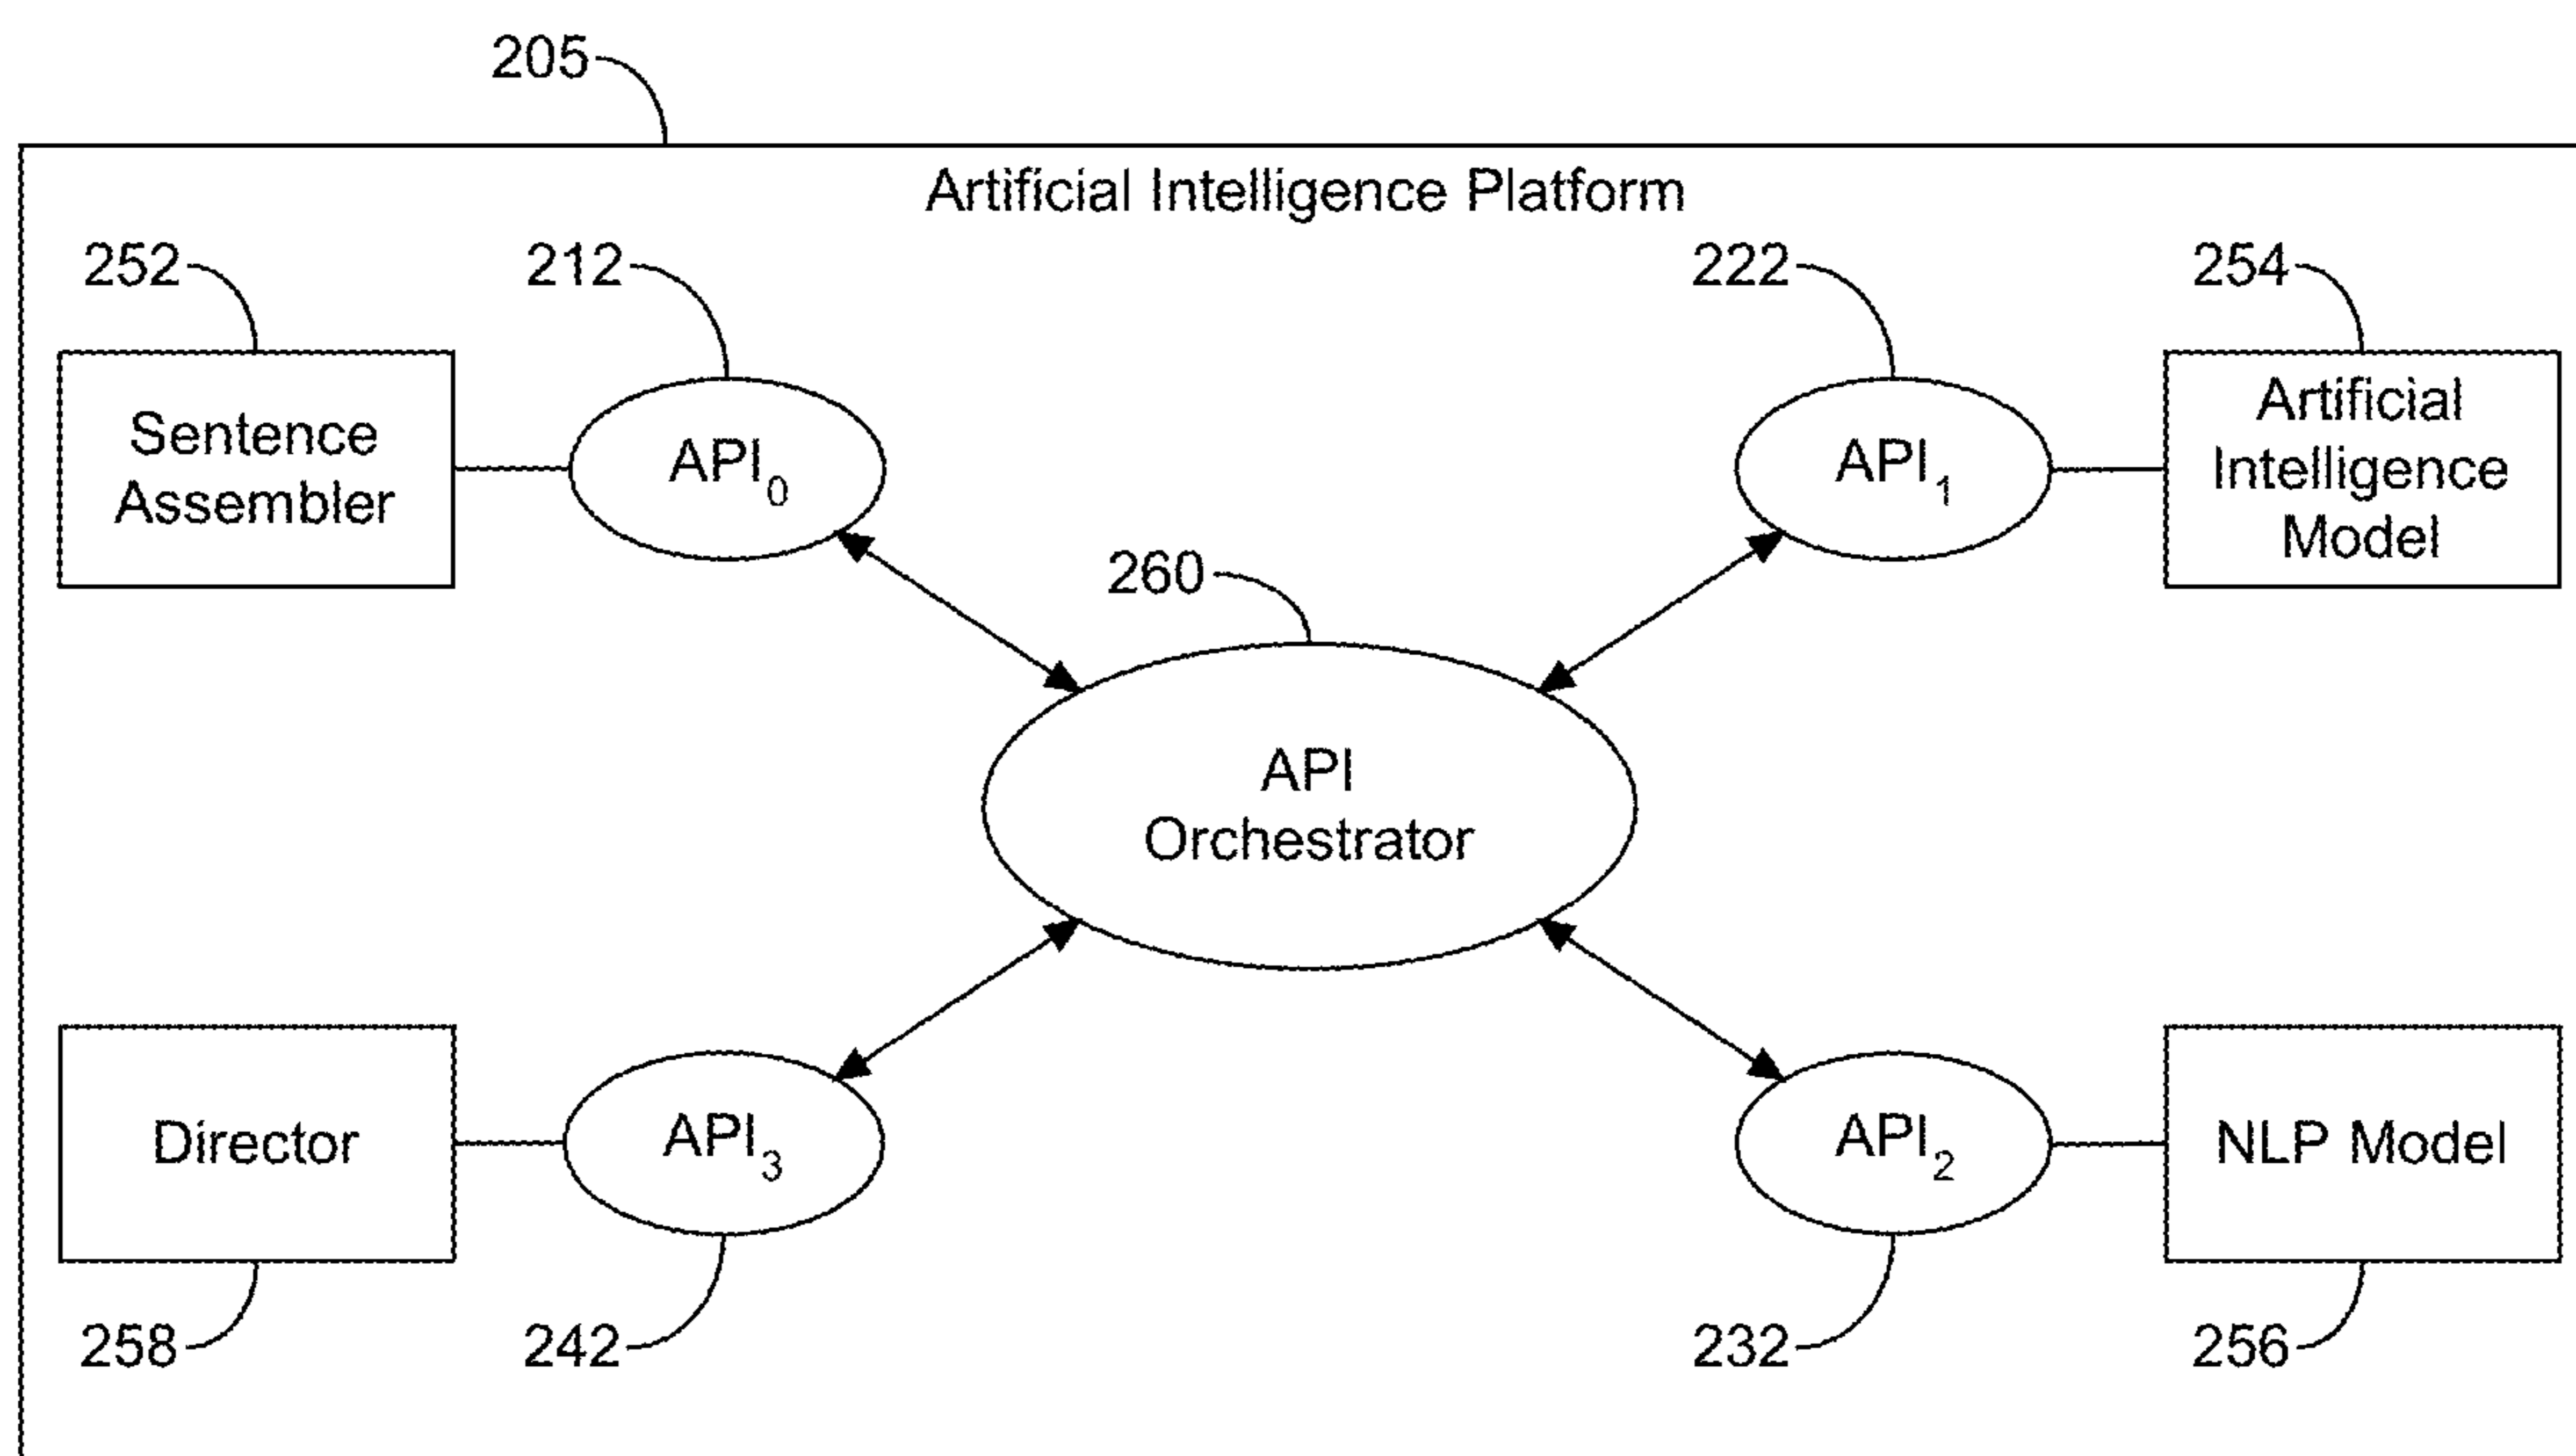 205
Artificial Intelligence Platform
252
212
222
254
Sentence
Assembler
API₀
API₁
Artificial
Intelligence
Model
260
API
Orchestrator
Director
API₃
API₂
NLP Model
258
242
232
256